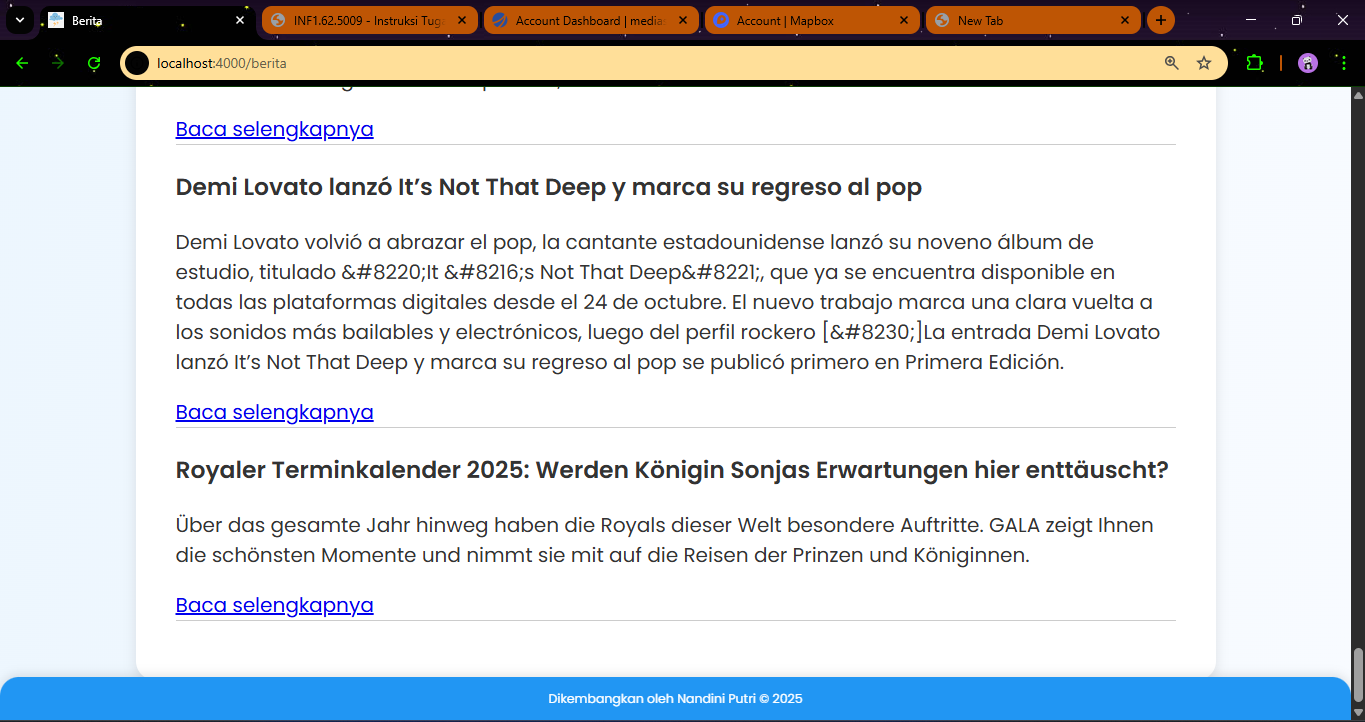 Berita
INF1.62.5009 - Instruksi Tuga
Account Dashboard | medias
Account | Mapbox
New Tab
localhost:4000/berita
Baca selengkapnya
Demi Lovato lanzó It’s Not That Deep y marca su regreso al pop
Demi Lovato volvió a abrazar el pop, la cantante estadounidense lanzó su noveno álbum de
estudio, titulado &#8220;It &#8216;s Not That Deep&#8221;, que ya se encuentra disponible en
todas las plataformas digitales desde el 24 de octubre. El nuevo trabajo marca una clara vuelta a
los sonidos más bailables y electrónicos, luego del perfil rockero [&#8230;]La entrada Demi Lovato
lanzó It’s Not That Deep y marca su regreso al pop se publicó primero en Primera Edición.
Baca selengkapnya
Royaler Terminkalender 2025: Werden Königin Sonjas Erwartungen hier enttäuscht?
Über das gesamte Jahr hinweg haben die Royals dieser Welt besondere Auftritte. GALA zeigt Ihnen
die schönsten Momente und nimmt sie mit auf die Reisen der Prinzen und Königinnen.
Baca selengkapnya
Dikembangkan oleh Nandini Putri © 2025